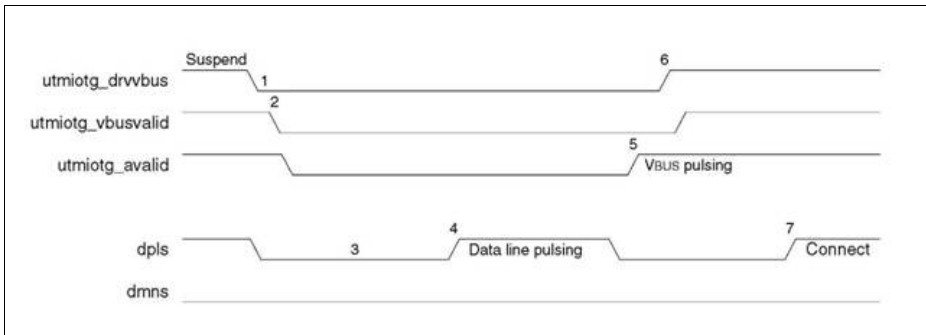 Suspend
6
utmiotg_drvvbus
1
2
utmiotg_vbusvalid
5
utmiotg_avalid
VBUS pulsing
4
7
dpls
3
Data line pulsing
Connect
dmns